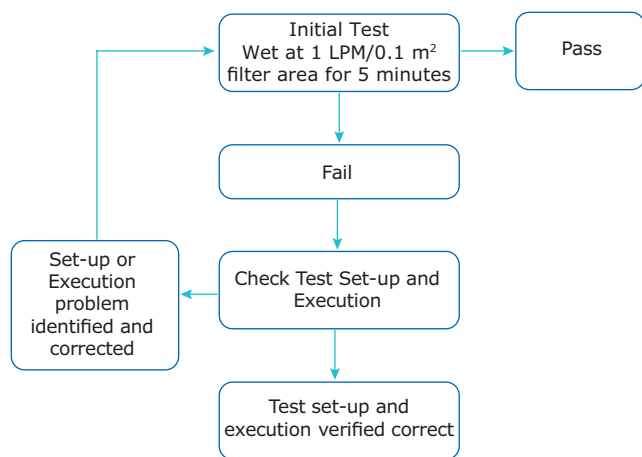 Initial Test
Wet at 1 LPM/0.1 m²
filter area for 5 minutes
Pass
Fail
Set-up or
Execution
problem
identified and
corrected
Check Test Set-up and
Execution
Test set-up and
execution verified correct